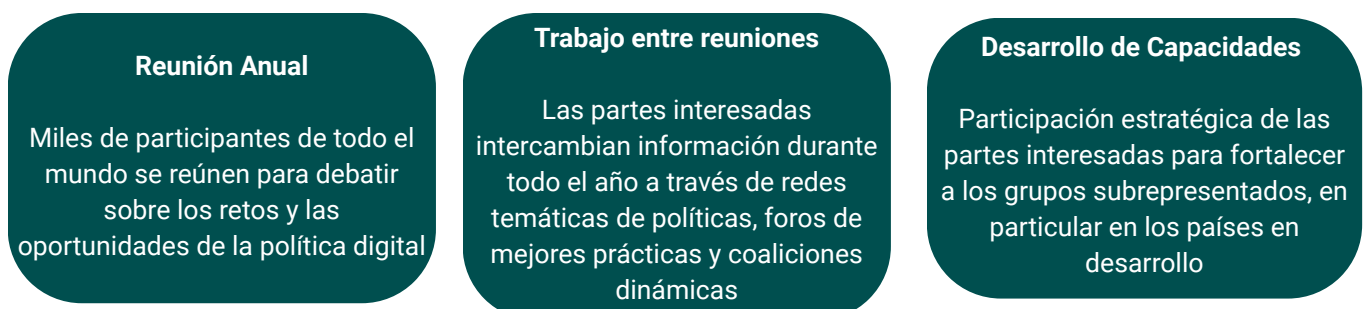 Reunión Anual
Miles de participantes de todo el
mundo se reúnen para debatir
sobre los retos y las
oportunidades de la política digital
Trabajo entre reuniones
Las partes interesadas
intercambian información durante
todo el año a través de redes
temáticas de políticas, foros de
mejores prácticas y coaliciones
dinámicas
Desarrollo de Capacidades
Participación estratégica de las
partes interesadas para fortalecer
a los grupos subrepresentados, en
particular en los países en
desarrollo